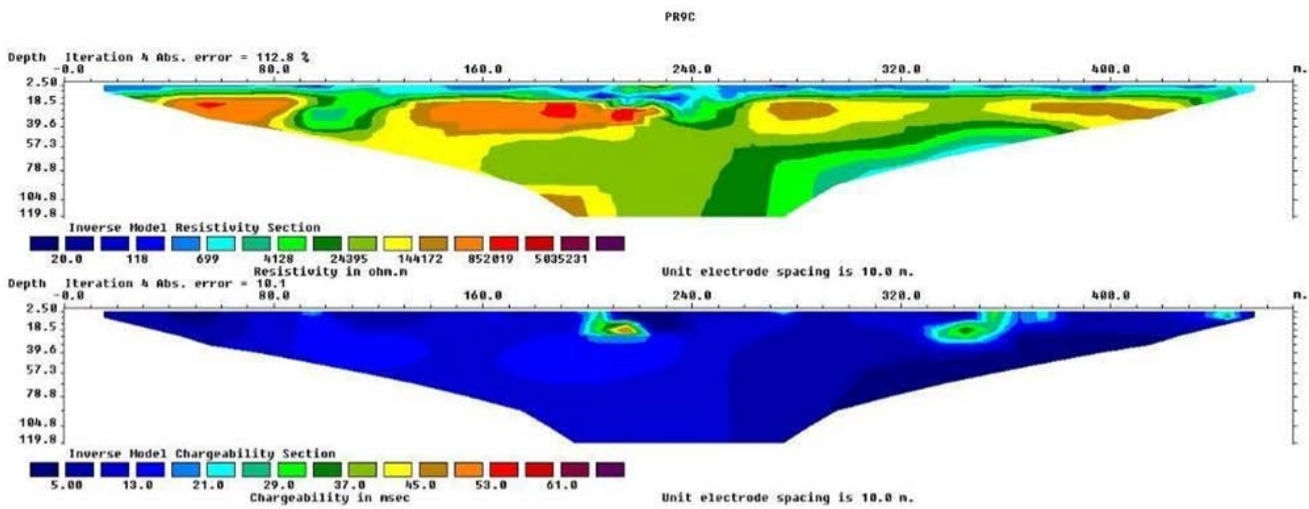 PR9C
Depth Iteration 4 Abs. error = 112.8 %
-0.0 80.0 160.0 240.0 320.0 400.0 m.
2.50
18.5
39.6
57.3
78.8
104.8
119.8
Inverse Model Resistivity Section
20.0 118 699 4128 24395 144172 852019 5035231
Resistivity in ohm.m Unit electrode spacing is 10.0 m.
Depth Iteration 4 Abs. error = 10.1
-0.0 80.0 160.0 240.0 320.0 400.0 m.
2.50
18.5
39.6
57.3
78.8
104.8
119.8
Inverse Model Chargeability Section
5.00 13.0 21.0 29.0 37.0 45.0 53.0 61.0
Chargeability in msec Unit electrode spacing is 10.0 m.